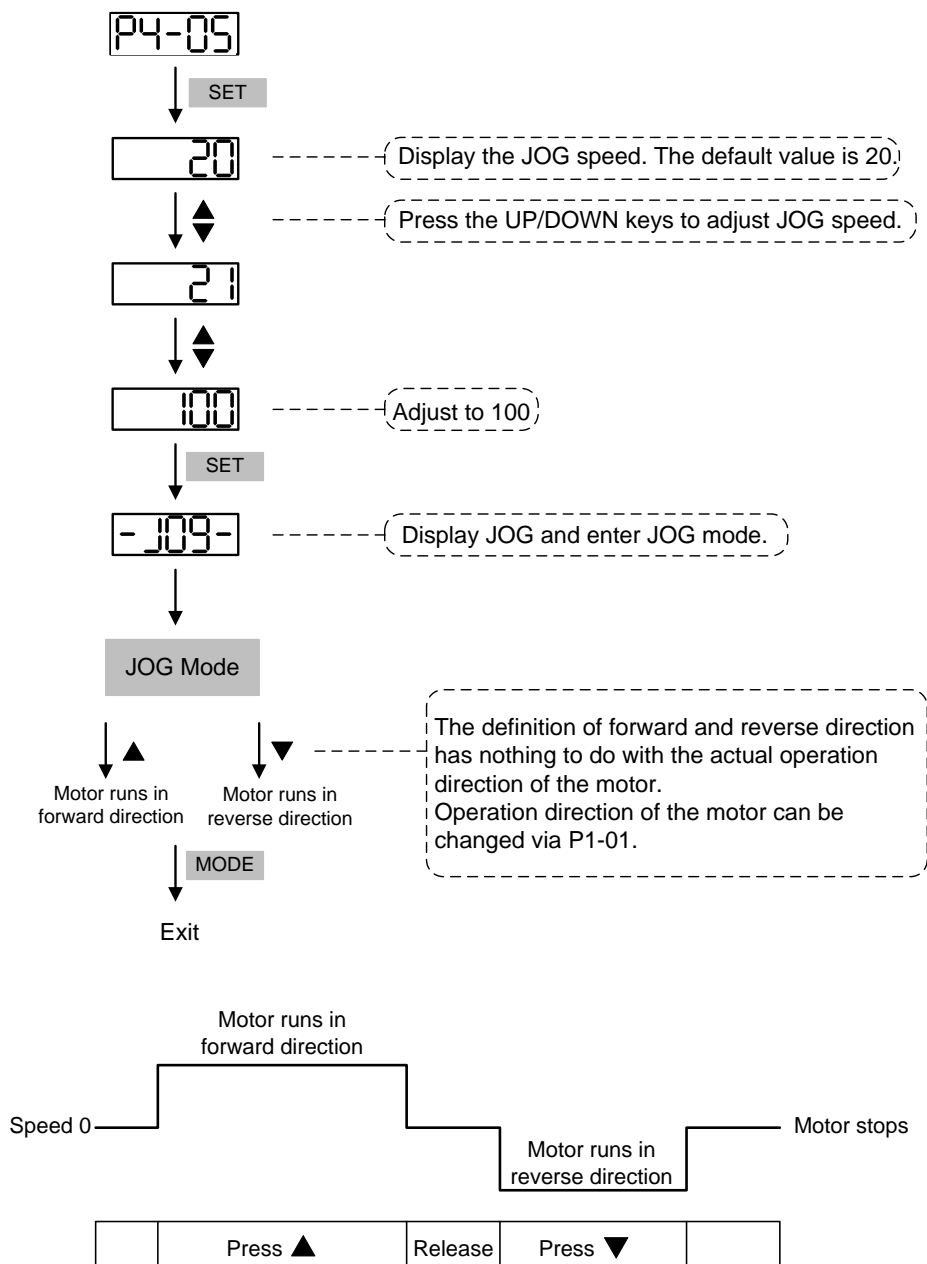 P4-05
SET
20
Display the JOG speed. The default value is 20.
Press the UP/DOWN keys to adjust JOG speed.
21
100
Adjust to 100
SET
-JOG-
Display JOG and enter JOG mode.
JOG Mode
The definition of forward and reverse direction
has nothing to do with the actual operation
direction of the motor.
Operation direction of the motor can be
changed via P1-01.
Motor runs in
forward direction
Motor runs in
reverse direction
MODE
Exit
Motor runs in
forward direction
Speed 0
Motor stops
Motor runs in
reverse direction
Press ▲
Release
Press ▼